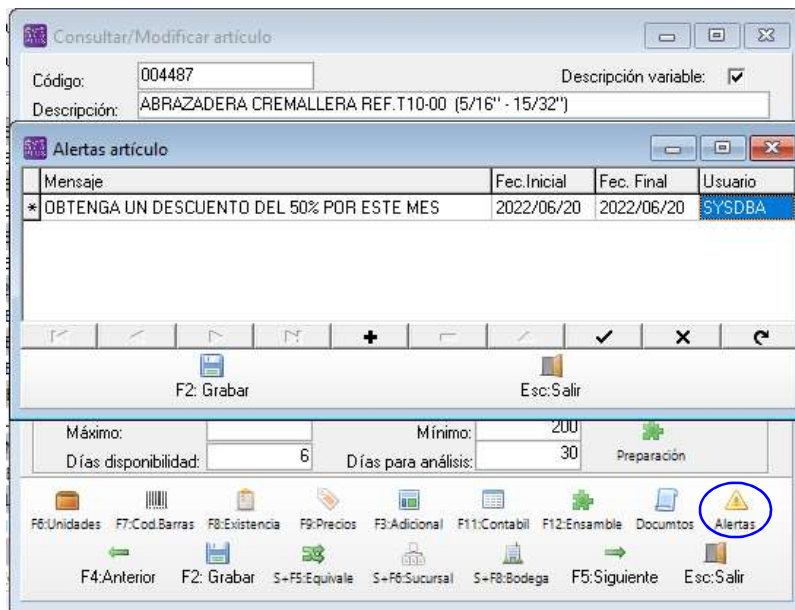 Consultar/Modificar artículo
Código: 004487 Descripción variable:
Descripción: ABRAZADERA CREMALLERA REF.T10-00 (5/16" - 15/32")
Alertas artículo
Mensaje Fec.Inicial Fec. Final Usuario
* OBTENGA UN DESCUENTO DEL 50% POR ESTE MES 2022/06/20 2022/06/20 SYSDBA
F2: Grabar Esc:Salir
Máximo: Mínimo: 200
Días disponibilidad: 6 Días para análisis: 30 Preparación
F6:Unidades F7:Cod.Barras F8:Existencia F9:Precios F3:Adicional F11:Contabil F12:Ensamble Documtos Alertas
F4:Anterior F2: Grabar S+F5:Equivale S+F6:Sucursal S+F8:Bodega F5:Siguiente Esc:Salir